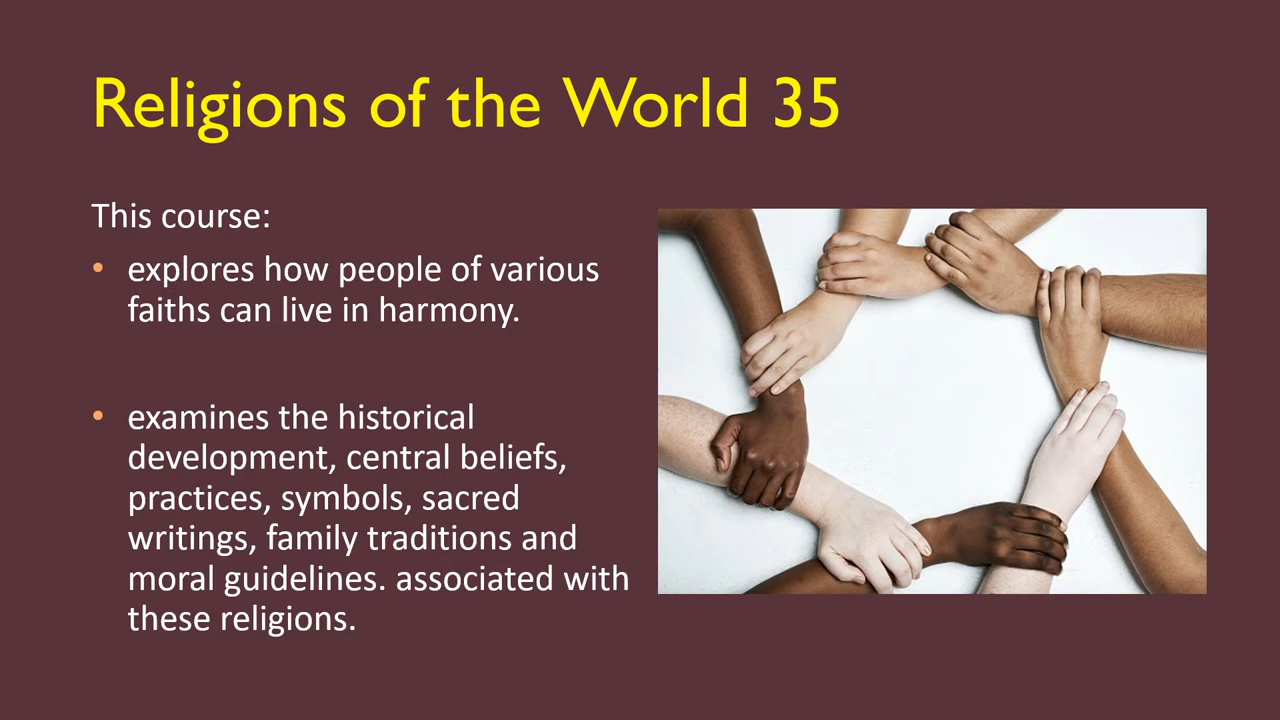 Religions of the World 35
This course:
• explores how people of various
faiths can live in harmony.
• examines the historical
development, central beliefs,
practices, symbols, sacred
writings, family traditions and
moral guidelines. associated with
these religions.